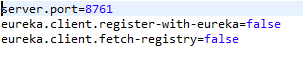 server.port=8761
eureka.client.register-with-eureka=false
eureka.client.fetch-registry=false